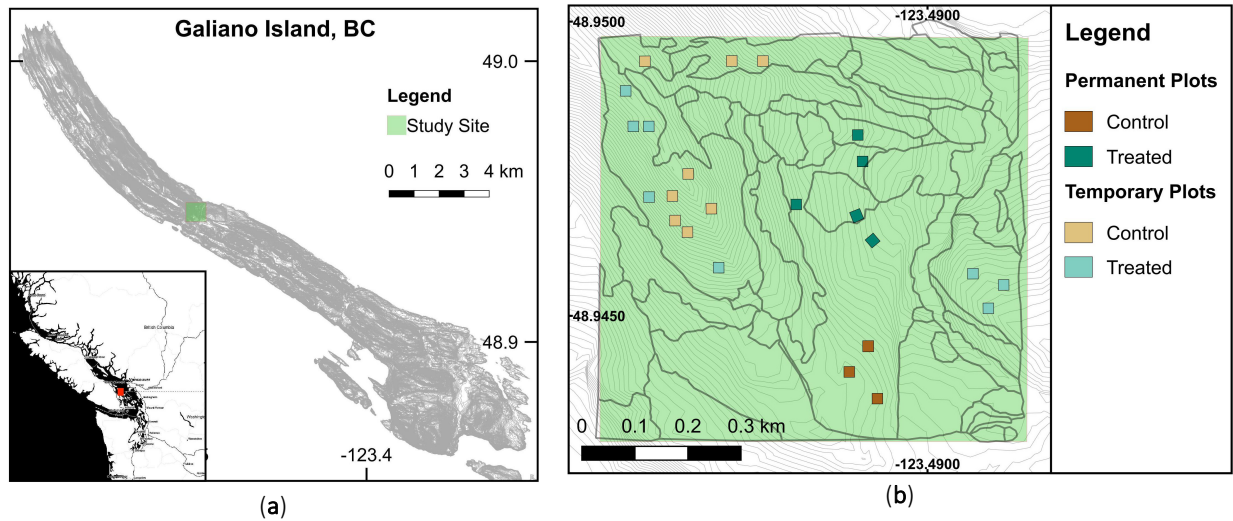 Galiano Island, BC
49.0
Legend
Study Site
0 1 2 3 4 km
48.9
-123.4
British Columbia
(a)
48.9500
-123.4900
48.9450
0 0.1 0.2 0.3 km
-123.4900
(b)
Legend
Permanent Plots
Control
Treated
Temporary Plots
Control
Treated